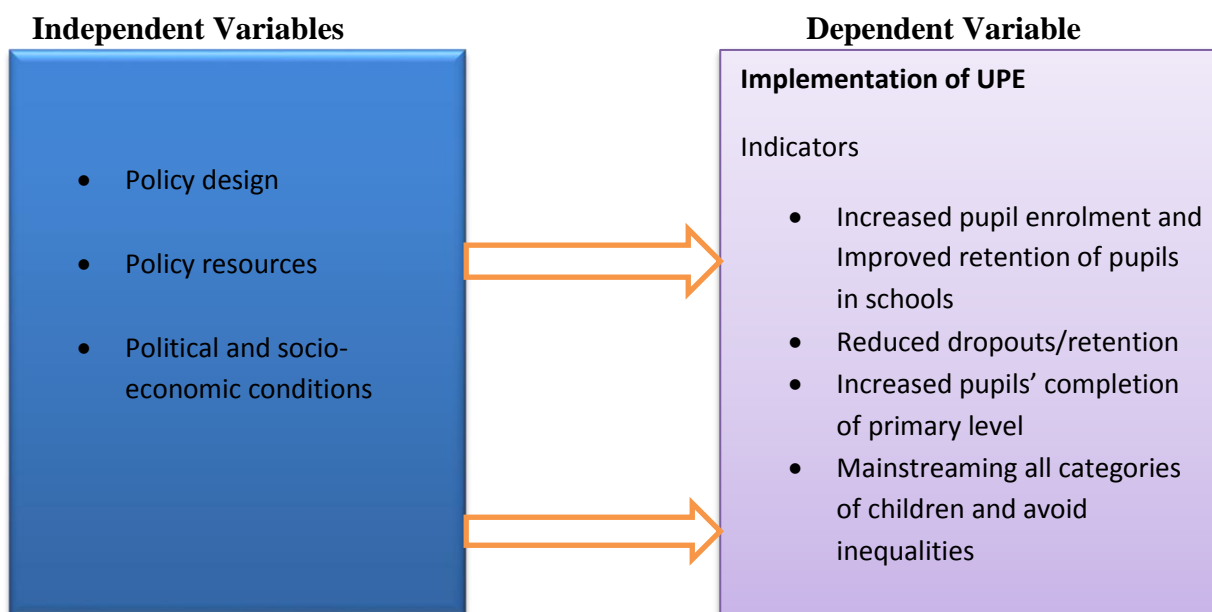 Independent Variables
• Policy design
• Policy resources
• Political and socio-
economic conditions
Dependent Variable
Implementation of UPE
Indicators
• Increased pupil enrolment and
Improved retention of pupils
in schools
• Reduced dropouts/retention
• Increased pupils’ completion
of primary level
• Mainstreaming all categories
of children and avoid
inequalities